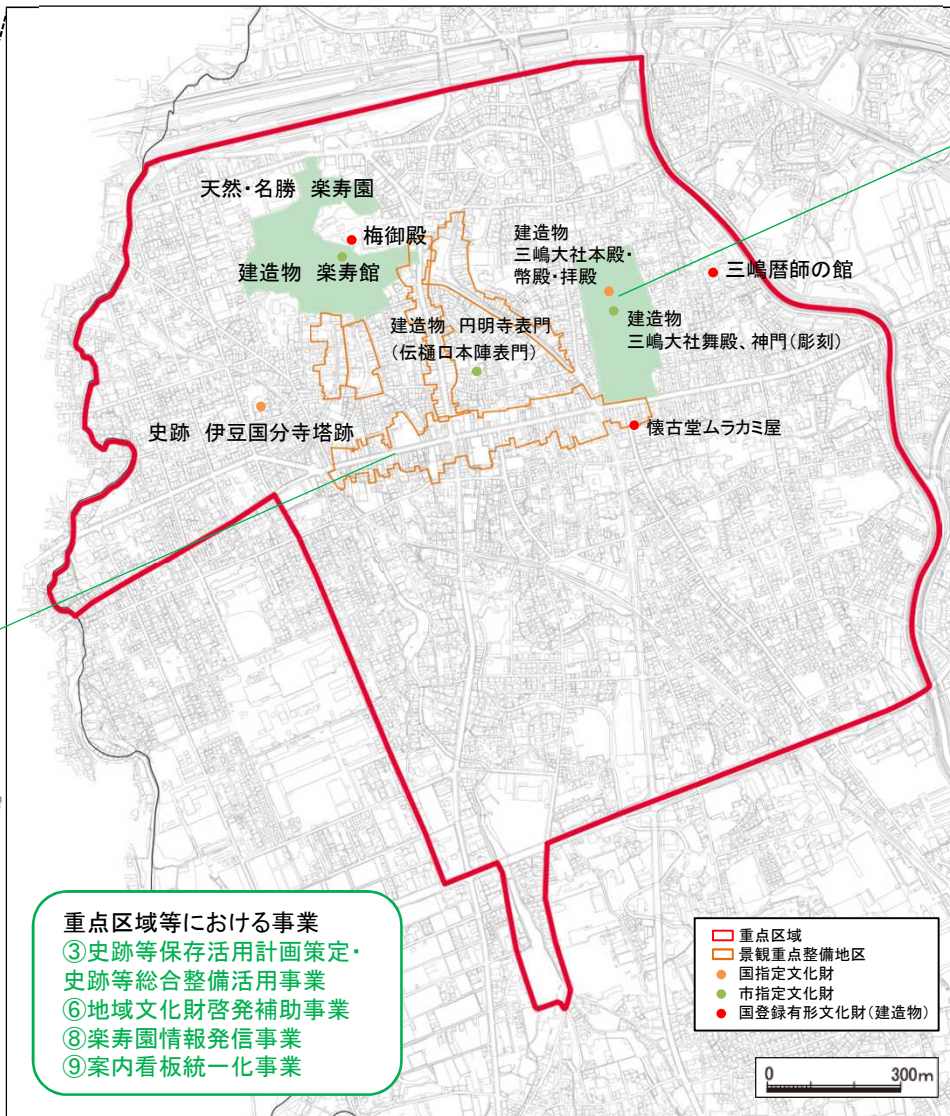 天然・名勝 楽寿園
梅御殿
建造物 楽寿館
建造物
三嶋大社本殿・
幣殿・拝殿
三嶋暦師の館
建造物
三嶋大社舞殿、神門(彫刻)
建造物 円明寺表門
(伝樋口本陣表門)
史跡 伊豆国分寺塔跡
懐古堂ムラカミ屋
重点区域等における事業
③史跡等保存活用計画策定・
史跡等総合整備活用事業
⑥地域文化財啓発補助事業
⑧楽寿園情報発信事業
⑨案内看板統一化事業
重点区域
景観重点整備地区
国指定文化財
市指定文化財
国登録有形文化財(建造物)
0 300m